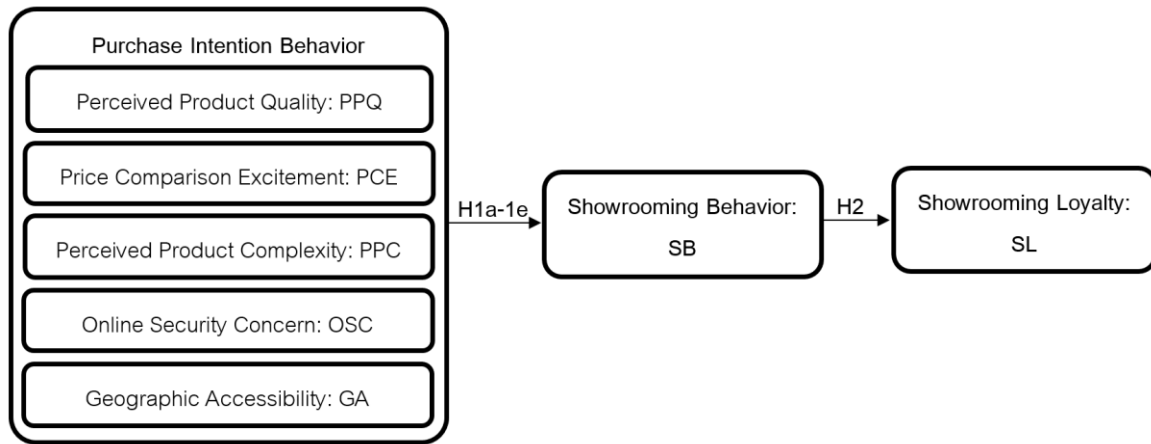 Purchase Intention Behavior
Perceived Product Quality: PPQ
Price Comparison Excitement: PCE
Perceived Product Complexity: PPC
Online Security Concern: OSC
Geographic Accessibility: GA
H1a-1e
Showrooming Behavior:
SB
H2
Showrooming Loyalty:
SL